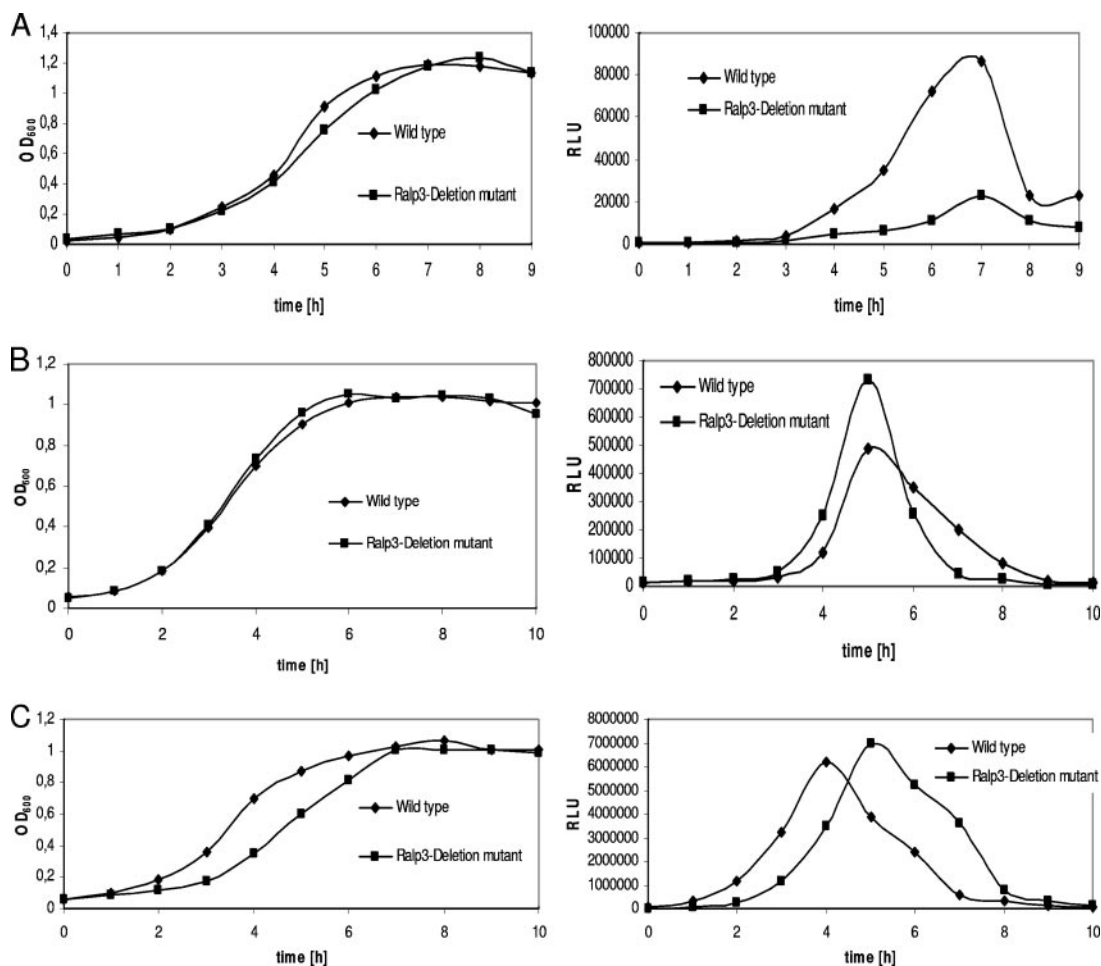 A
OD600
1,4
1,2
1
0,8
0,6
0,4
0,2
0
Wild type
Ralp3-Deletion mutant
0 1 2 3 4 5 6 7 8 9
time [h]
RLU
100000
80000
60000
40000
20000
0
Wild type
Ralp3-Deletion mutant
0 1 2 3 4 5 6 7 8 9
time [h]
B
OD600
1,2
1
0,8
0,6
0,4
0,2
0
Wild type
Ralp3-Deletion mutant
0 2 4 6 8 10
time [h]
RLU
800000
700000
600000
500000
400000
300000
200000
100000
0
Wild type
Ralp3-Deletion mutant
0 2 4 6 8 10
time [h]
C
OD600
1,2
1
0,8
0,6
0,4
0,2
0
Wild type
Ralp3-Deletion mutant
0 2 4 6 8 10
time [h]
RLU
8000000
7000000
6000000
5000000
4000000
3000000
2000000
1000000
0
Wild type
Ralp3-Deletion mutant
0 2 4 6 8 10
time [h]